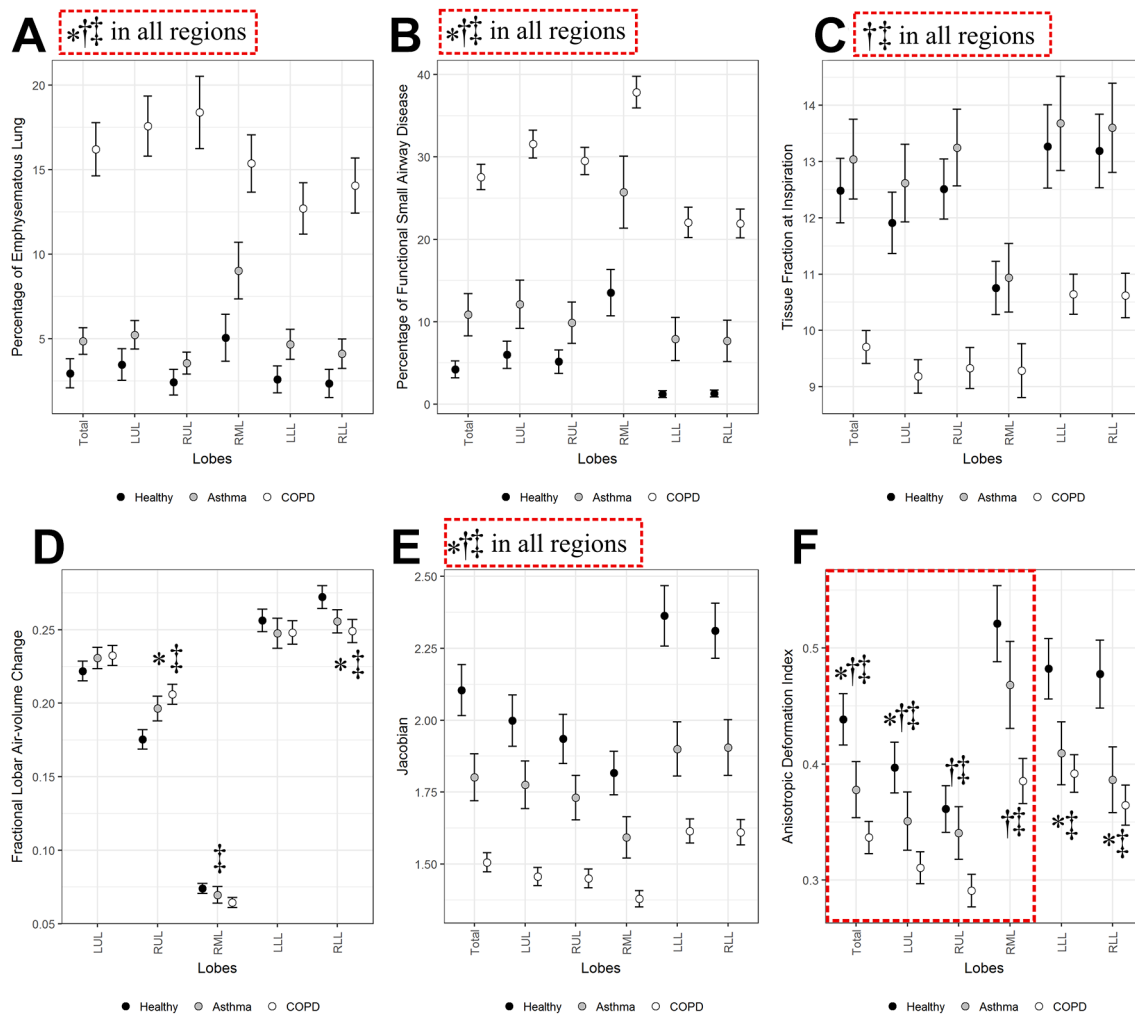 A
*†‡ in all regions
Percentage of Emphysematous Lung
20
15
10
5
Total
LUL
RUL
RML
LLL
RLL
Lobes
Healthy Asthma COPD
B
*†‡ in all regions
Percentage of Functional Small Airway Disease
40
30
20
10
0
Total
LUL
RUL
RML
LLL
RLL
Lobes
Healthy Asthma COPD
C
†‡ in all regions
Tissue Fraction at Inspiration
14
13
12
11
10
9
Total
LUL
RUL
RML
LLL
RLL
Lobes
Healthy Asthma COPD
D
Fractional Lobar Air-volume Change
0.25
0.20
0.15
0.10
0.05
*‡
‡
*‡
LUL
RUL
RML
LLL
RLL
Lobes
Healthy Asthma COPD
E
*†‡ in all regions
Jacobian
2.50
2.25
2.00
1.75
1.50
Total
LUL
RUL
RML
LLL
RLL
Lobes
Healthy Asthma COPD
F
Anisotropic Deformation Index
0.5
0.4
0.3
*†‡
*†‡
†‡
†‡
*‡
*‡
Total
LUL
RUL
RML
LLL
RLL
Lobes
Healthy Asthma COPD